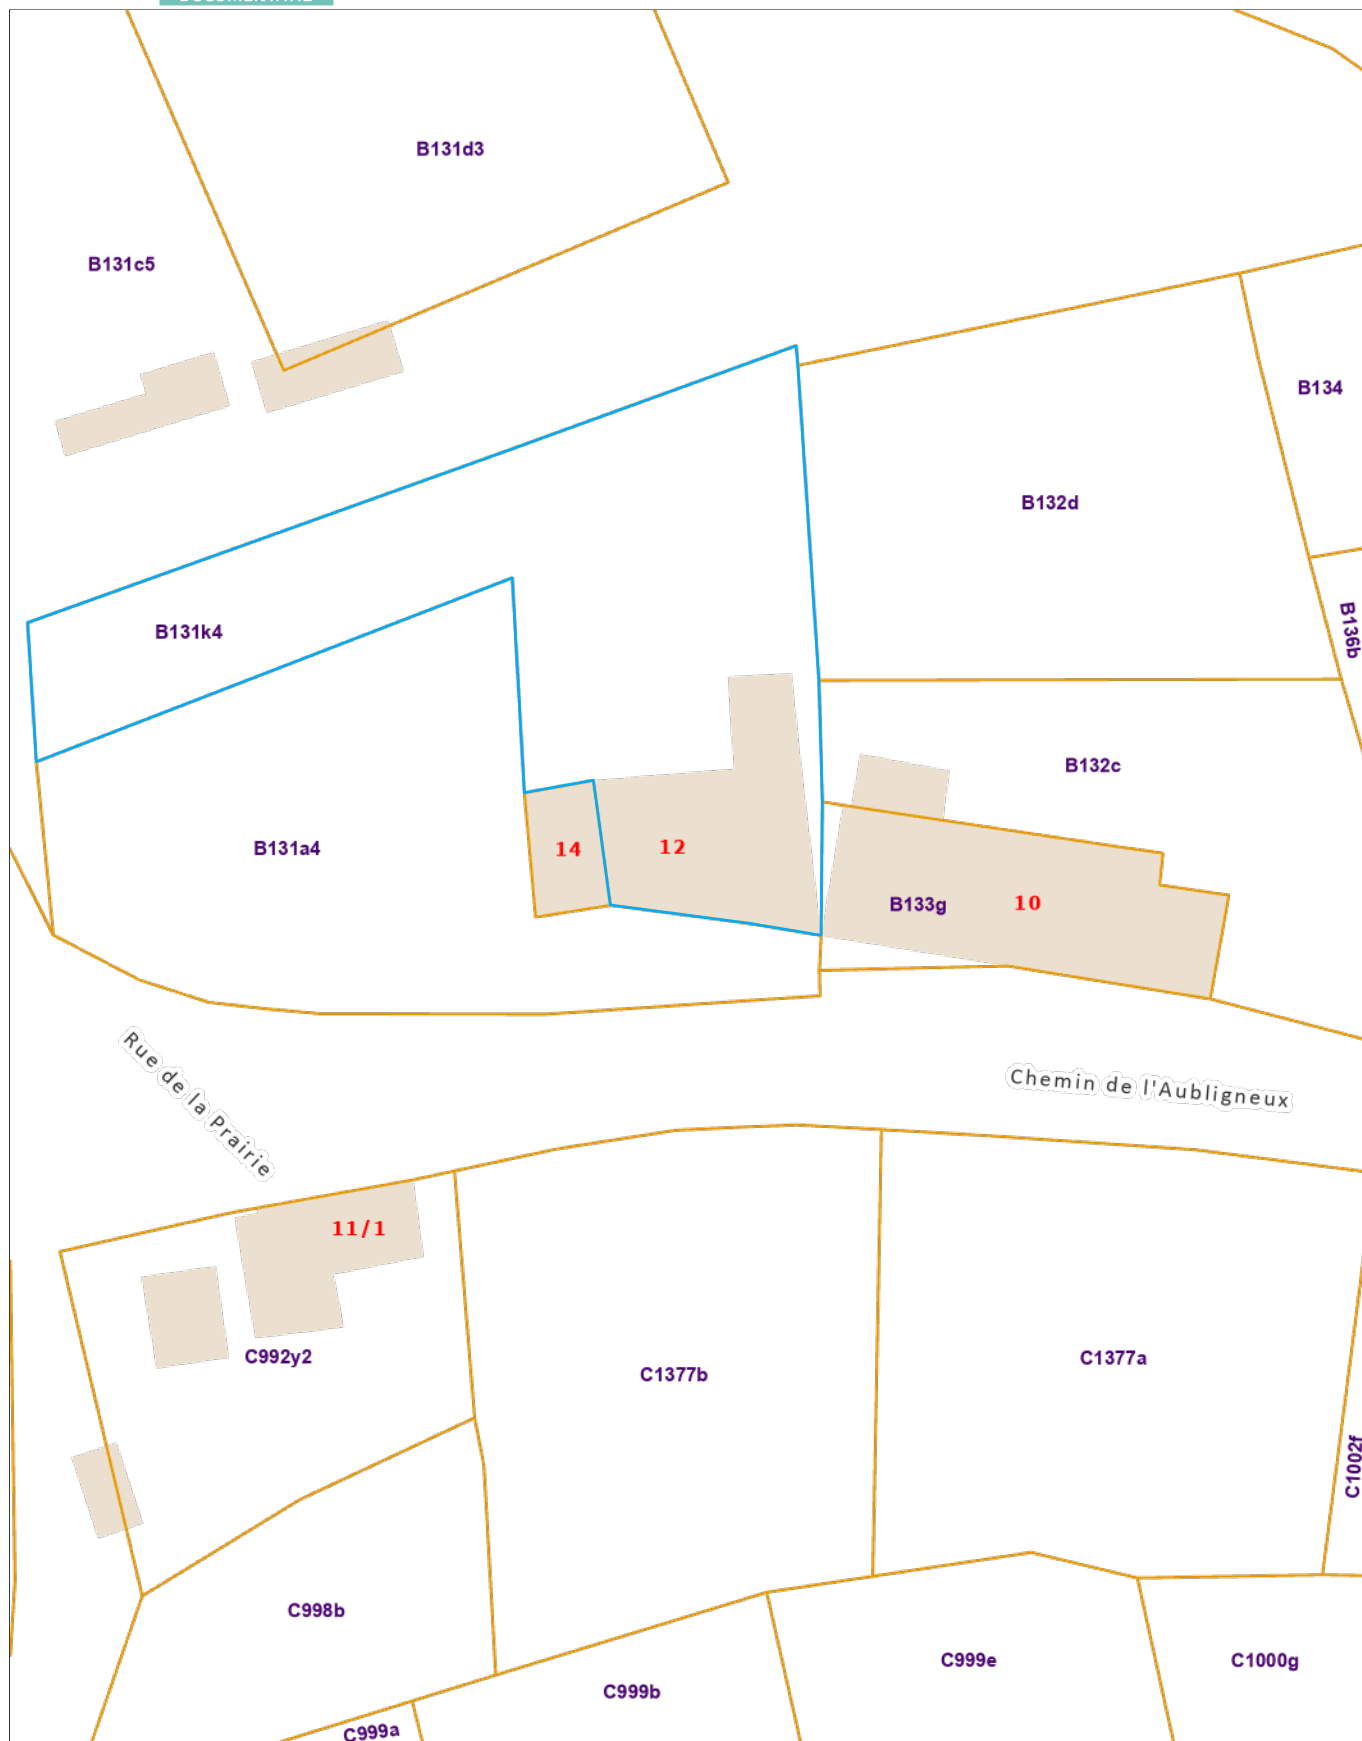 B131d3
B131c5
B134
B132d
B136b
B131k4
B132c
B131a4
14
12
B133g
10
Rue de la Prairie
Chemin de l'Aubligneux
11/1
C992y2
C1377b
C1377a
C1002f
C998b
C999e
C1000g
C999b
C999a